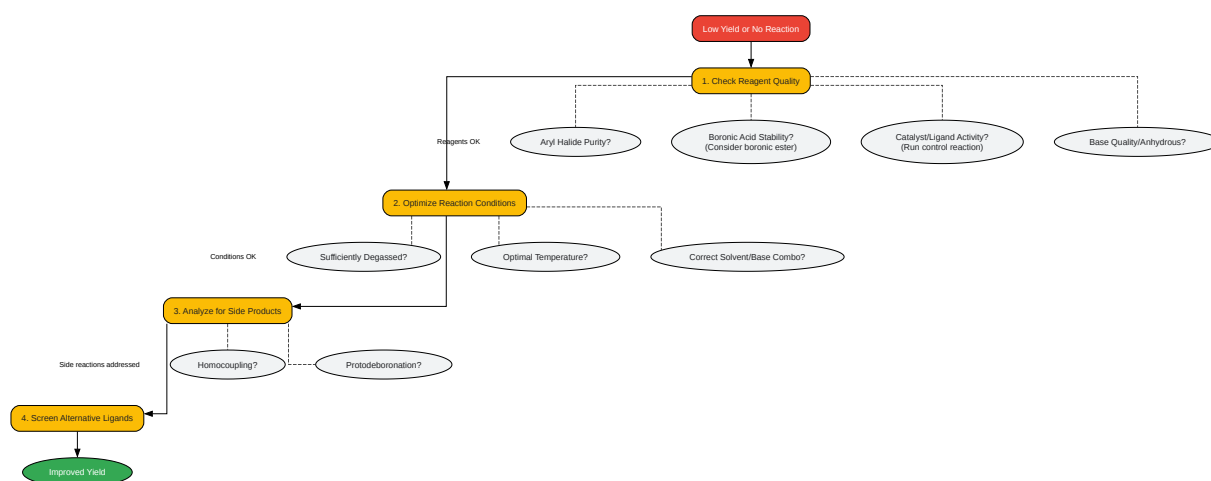 Low Yield or No Reaction
1. Check Reagent Quality
Reagents OK
Aryl Halide Purity?
Boronic Acid Stability?
(Consider boronic ester)
Catalyst/Ligand Activity?
(Run control reaction)
Base Quality/Anhydrous?
2. Optimize Reaction Conditions
Conditions OK
Sufficiently Degassed?
Optimal Temperature?
Correct Solvent/Base Combo?
3. Analyze for Side Products
Side reactions addressed
Homocoupling?
Protodeboronation?
4. Screen Alternative Ligands
Improved Yield